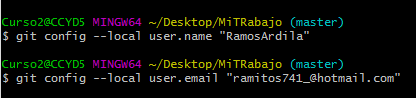 Curso2@CCYD5 MINGW64 ~/Desktop/MiTRabajo (master)
$ git config --local user.name "RamosArdila"
Curso2@CCYD5 MINGW64 ~/Desktop/MiTRabajo (master)
$ git config --local user.email "ramitos741_@hotmail.com"